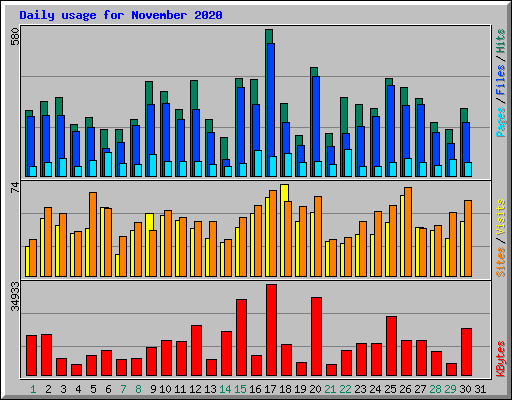 Daily usage for November 2020
580
Pages / Files / Hits
74
Sites / Visits
34933
KBytes
1 2 3 4 5 6 7 8 9 10 11 12 13 14 15 16 17 18 19 20 21 22 23 24 25 26 27 28 29 30 31